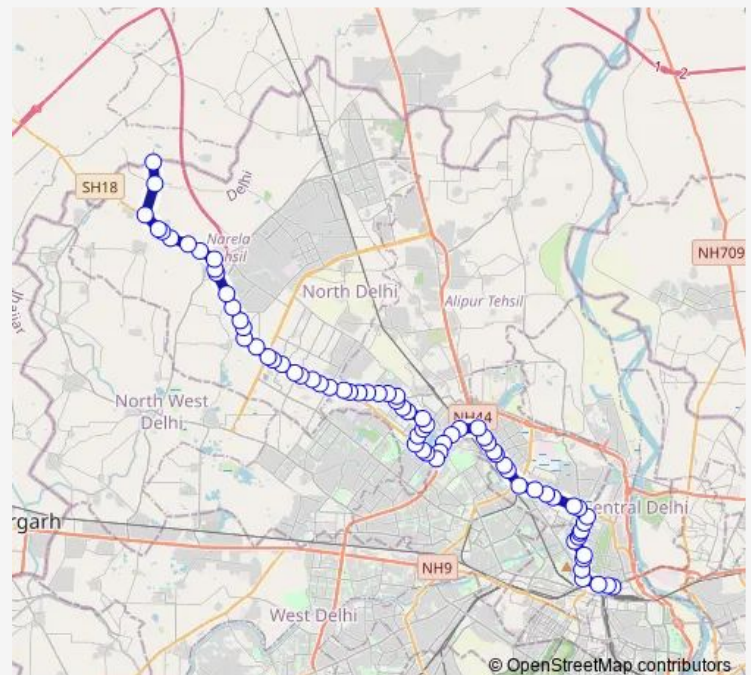 1
2
SH18
Delhi
Narela
Tehsil
NH709
North Delhi
Alipur Tehsil
Jhajjar
North West
Delhi
NH44
Central Delhi
rgarh
NH9
West Delhi
© OpenStreetMap contributors